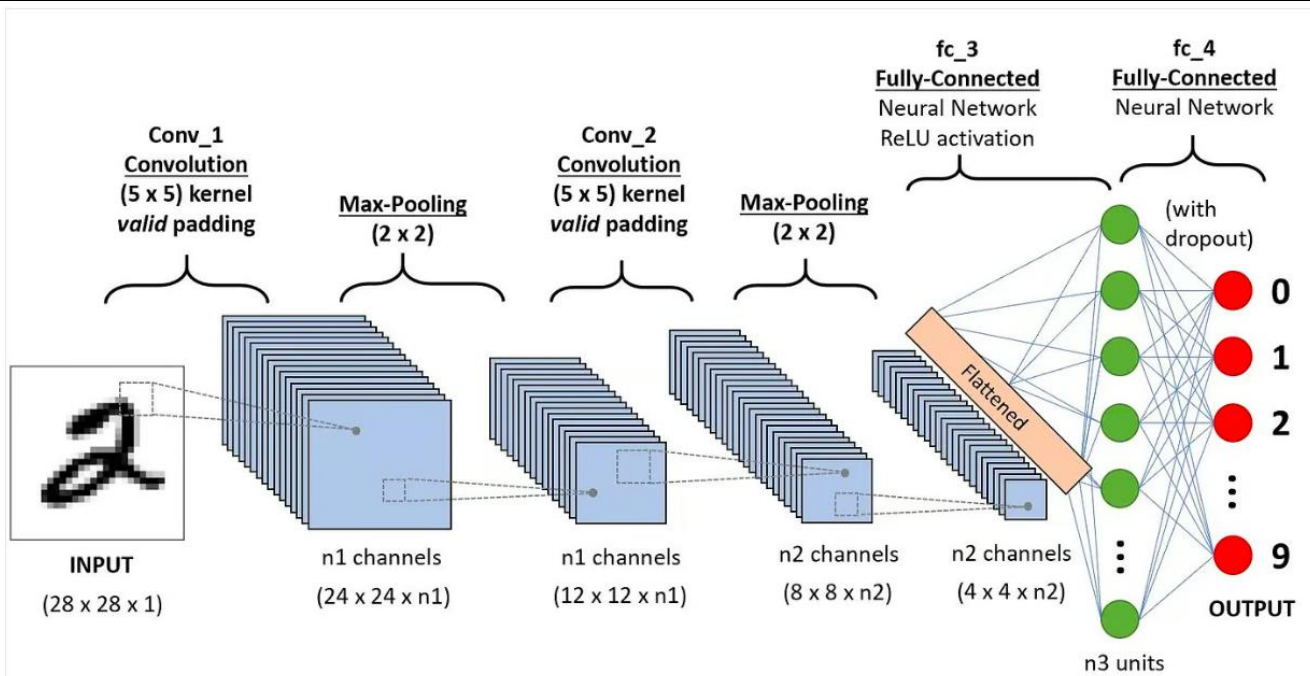 Conv_1
Convolution
(5 x 5) kernel
valid padding
Max-Pooling
(2 x 2)
Conv_2
Convolution
(5 x 5) kernel
valid padding
Max-Pooling
(2 x 2)
fc_3
Fully-Connected
Neural Network
ReLU activation
fc_4
Fully-Connected
Neural Network
(with
dropout)
Flattened
0
1
2
9
OUTPUT
INPUT
(28 x 28 x 1)
n1 channels
(24 x 24 x n1)
n1 channels
(12 x 12 x n1)
n2 channels
(8 x 8 x n2)
n2 channels
(4 x 4 x n2)
n3 units
2